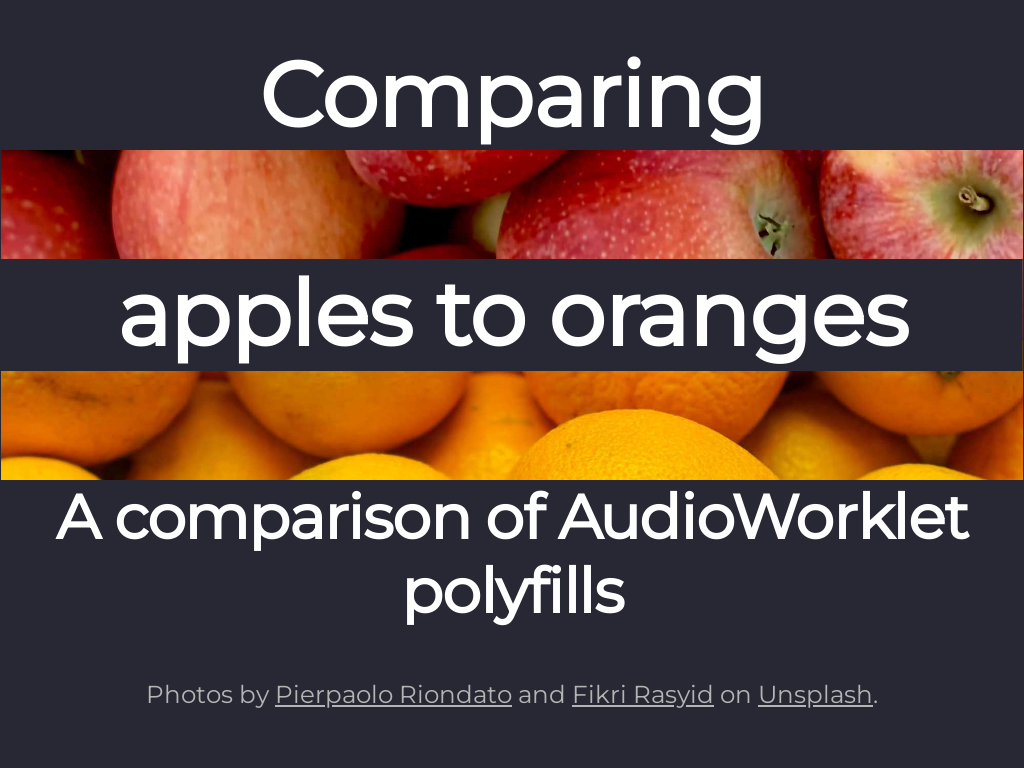 Comparing
apples to oranges
A comparison of AudioWorklet
polyfills
Photos by Pierpaolo Riondato and Fikri Rasyid on Unsplash.